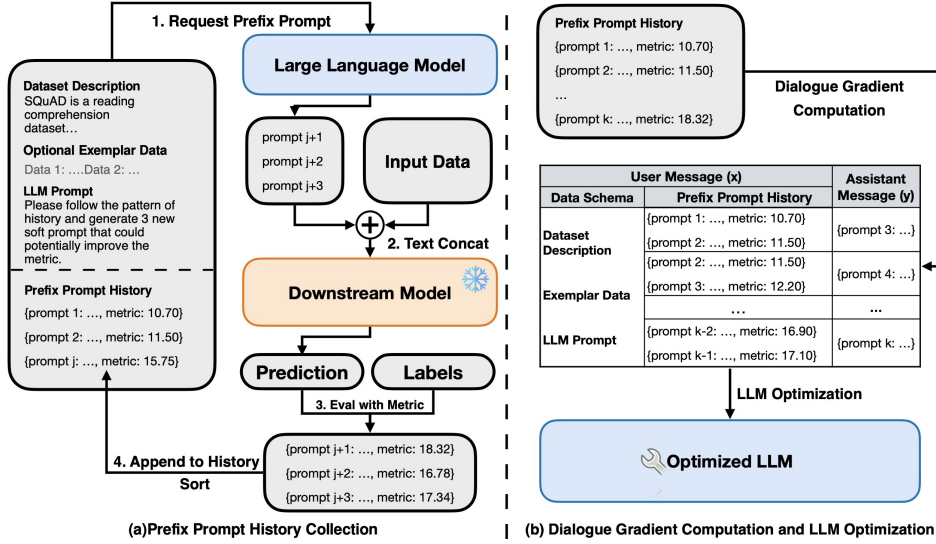 1. Request Prefix Prompt
Large Language Model
Dataset Description
SQuAD is a reading
comprehension
dataset…
Optional Exemplar Data
Data 1: ….Data 2: …
LLM Prompt
Please follow the pattern of
history and generate 3 new
soft prompt that could
potentially improve the
metric.
Prefix Prompt History
{prompt 1: …, metric: 10.70}
{prompt 2: …, metric: 11.50}
{prompt j: …, metric: 15.75}
prompt j+1
prompt j+2
prompt j+3
Input Data
2. Text Concat
Downstream Model
Prediction
Labels
3. Eval with Metric
{prompt j+1: …, metric: 18.32}
{prompt j+2: …, metric: 16.78}
{prompt j+3: …, metric: 17.34}
4. Append to History
Sort
(a)Prefix Prompt History Collection
Prefix Prompt History
{prompt 1: …, metric: 10.70}
{prompt 2: …, metric: 11.50}
…
{prompt k: …, metric: 18.32}
Dialogue Gradient
Computation
User Message (x)
Assistant
Message (y)
Data Schema
Prefix Prompt History
Dataset
Description
Exemplar Data
LLM Prompt
{prompt 1: …, metric: 10.70}
{prompt 2: …, metric: 11.50}
{prompt 3: …}
{prompt 2: …, metric: 11.50}
{prompt 3: …, metric: 12.20}
{prompt 4: …}
…
…
{prompt k-2: …, metric: 16.90}
{prompt k-1: …, metric: 17.10}
{prompt k: …}
LLM Optimization
Optimized LLM
(b) Dialogue Gradient Computation and LLM Optimization